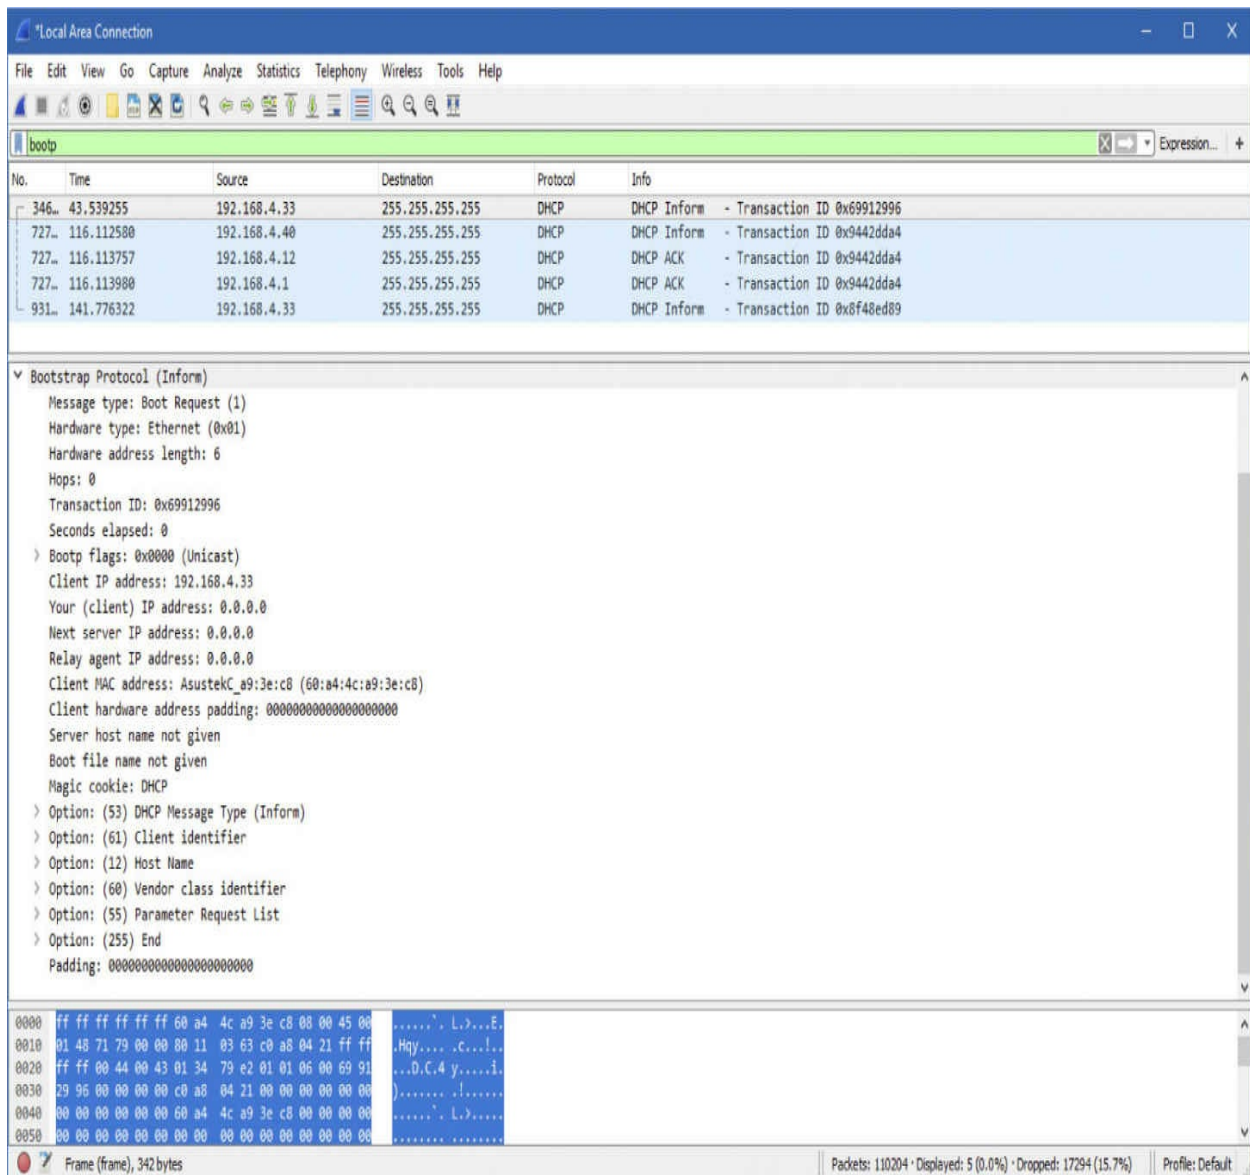 *Local Area Connection
File Edit View Go Capture Analyze Statistics Telephony Wireless Tools Help
bootp Expression... +
No. Time Source Destination Protocol Info
346… 43.539255 192.168.4.33 255.255.255.255 DHCP DHCP Inform - Transaction ID 0x69912996
727… 116.112580 192.168.4.40 255.255.255.255 DHCP DHCP Inform - Transaction ID 0x9442dda4
727… 116.113757 192.168.4.12 255.255.255.255 DHCP DHCP ACK - Transaction ID 0x9442dda4
727… 116.113980 192.168.4.1 255.255.255.255 DHCP DHCP ACK - Transaction ID 0x9442dda4
931… 141.776322 192.168.4.33 255.255.255.255 DHCP DHCP Inform - Transaction ID 0x8f48ed89
Bootstrap Protocol (Inform)
Message type: Boot Request (1)
Hardware type: Ethernet (0x01)
Hardware address length: 6
Hops: 0
Transaction ID: 0x69912996
Seconds elapsed: 0
Bootp flags: 0x0000 (Unicast)
Client IP address: 192.168.4.33
Your (client) IP address: 0.0.0.0
Next server IP address: 0.0.0.0
Relay agent IP address: 0.0.0.0
Client MAC address: AsustekC_a9:3e:c8 (60:a4:4c:a9:3e:c8)
Client hardware address padding: 00000000000000000000
Server host name not given
Boot file name not given
Magic cookie: DHCP
Option: (53) DHCP Message Type (Inform)
Option: (61) Client identifier
Option: (12) Host Name
Option: (60) Vendor class identifier
Option: (55) Parameter Request List
Option: (255) End
Padding: 0000000000000000000000
0000 ff ff ff ff ff ff 60 a4 4c a9 3e c8 08 00 45 00 ......`. L.>...E.
0010 01 48 71 79 00 00 80 11 03 63 c0 a8 04 21 ff ff .Hqy.... .c...!..
0020 ff ff 00 44 00 43 01 34 79 e2 01 01 06 00 69 91 ...D.C.4 y.....i.
0030 29 96 00 00 00 00 c0 a8 04 21 00 00 00 00 00 00 )....... .!......
0040 00 00 00 00 00 00 60 a4 4c a9 3e c8 00 00 00 00 ......`. L.>.....
0050 00 00 00 00 00 00 00 00 00 00 00 00 00 00 00 00 ........ ........
Frame (frame), 342 bytes Packets: 110204 · Displayed: 5 (0.0%) · Dropped: 17294 (15.7%) Profile: Default